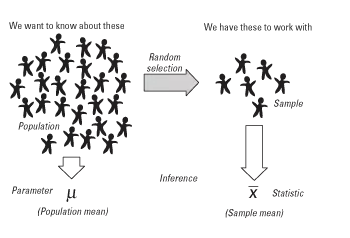 We want to know about these
We have these to work with
Random
selection
Population
Sample
Parameter μ
(Population mean)
Inference
x̄ Statistic
(Sample mean)